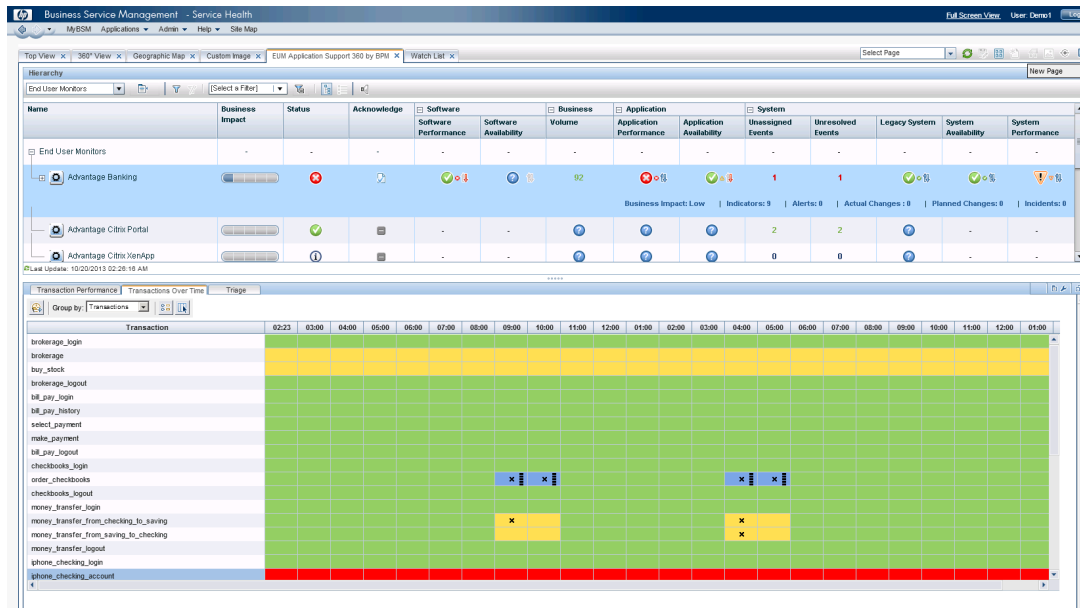 hp Business Service Management - Service Health Full Screen View User: Demo1 Log
MyBSM Applications Admin Help Site Map
Top View x 360° View x Geographic Map x Custom Image x EUM Application Support 360 by BPM x Watch List x Select Page
New Page
Hierarchy
End User Monitors [Select a Filter]
Name Business Impact Status Acknowledge Software Business Application System
Software Performance Software Availability Volume Application Performance Application Availability Unassigned Events Unresolved Events Legacy System System Availability System Performance
End User Monitors - - - - - - - - - - - - -
Advantage Banking 92 1 1
Business Impact: Low | Indicators: 9 | Alerts: 0 | Actual Changes : 0 | Planned Changes: 0 | Incidents: 0
Advantage Citrix Portal - - 2 2 - -
Advantage Citrix XenApp - - 0 0 - -
Last Update: 10/20/2013 02:26:16 AM
Transaction Performance Transactions Over Time Triage
Group by: Transactions
Transaction 02:23 03:00 04:00 05:00 06:00 07:00 08:00 09:00 10:00 11:00 12:00 01:00 02:00 03:00 04:00 05:00 06:00 07:00 08:00 09:00 10:00 11:00 12:00 01:00
brokerage_login
brokerage
buy_stock
brokerage_logout
bill_pay_login
bill_pay_history
select_payment
make_payment
bill_pay_logout
checkbooks_login
order_checkbooks
checkbooks_logout
money_transfer_login
money_transfer_from_checking_to_saving
money_transfer_from_saving_to_checking
money_transfer_logout
iphone_checking_login
iphone_checking_account